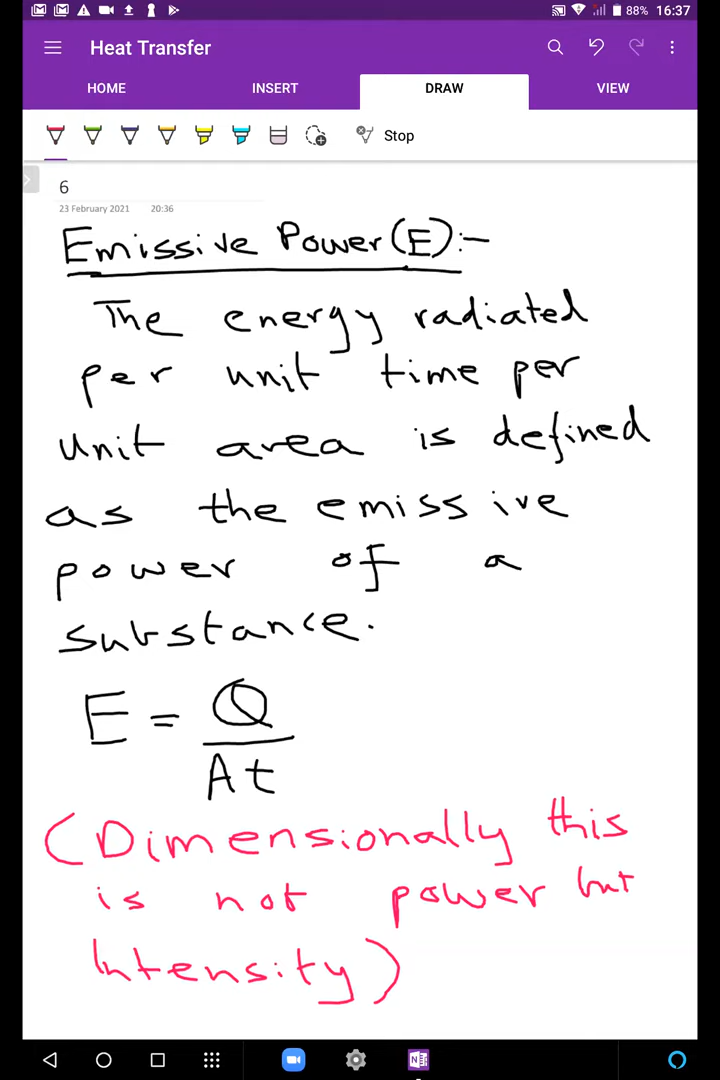 88% 16:37
Heat Transfer
HOME INSERT DRAW VIEW
Stop
6
23 February 2021 20:36
Emissive Power (E):-
The energy radiated
per unit time per
unit area is defined
as the emissive
power of a
substance.
E = Q
At
(Dimensionally this
is not power but
Intensity)
N